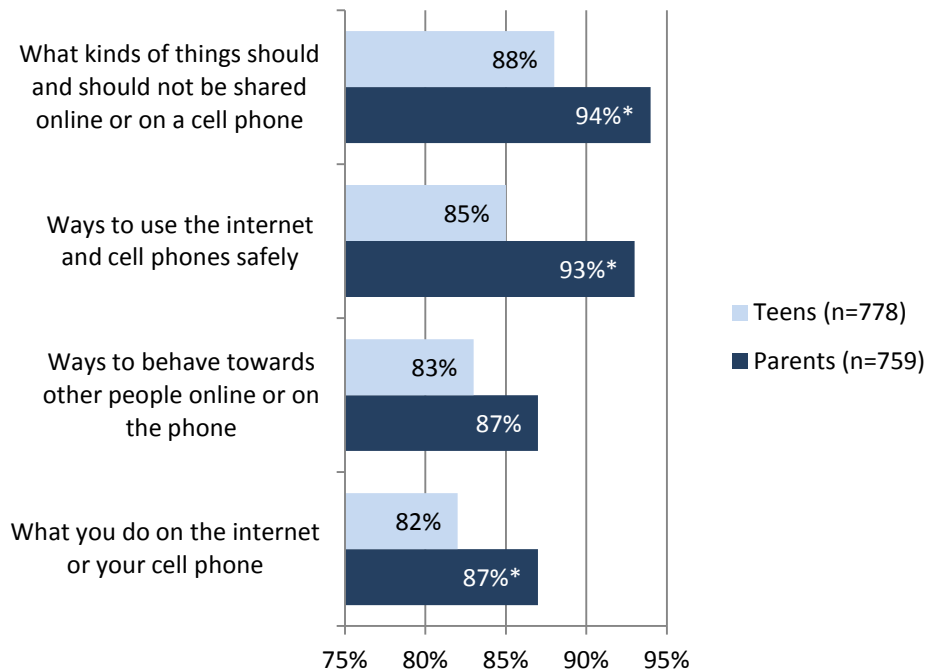 What kinds of things should
and should not be shared
online or on a cell phone
88%
94%*
Ways to use the internet
and cell phones safely
85%
93%*
Ways to behave towards
other people online or on
the phone
83%
87%
What you do on the internet
or your cell phone
82%
87%*
Teens (n=778)
Parents (n=759)
75% 80% 85% 90% 95%